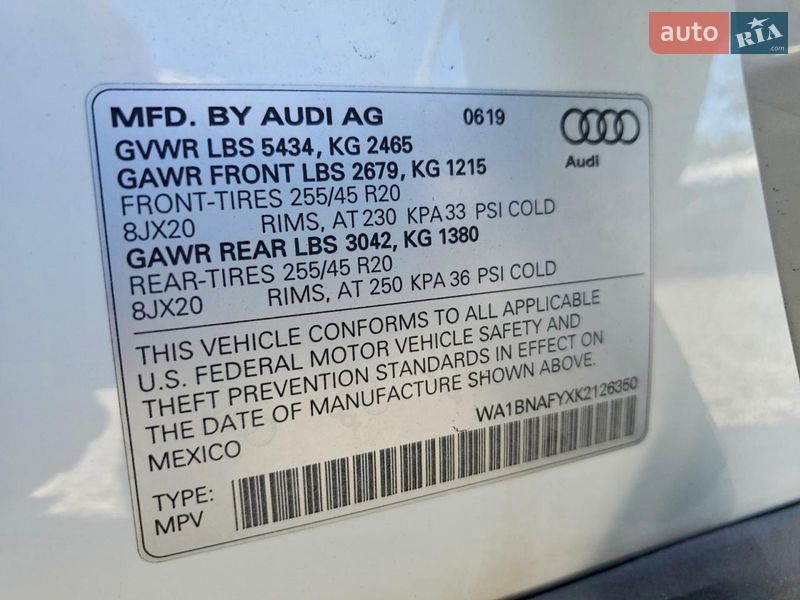 auto RIA.com
MFD. BY AUDI AG 0619
Audi
GVWR LBS 5434, KG 2465
GAWR FRONT LBS 2679, KG 1215
FRONT-TIRES 255/45 R20
8JX20 RIMS, AT 230 KPA 33 PSI COLD
GAWR REAR LBS 3042, KG 1380
REAR-TIRES 255/45 R20
8JX20 RIMS, AT 250 KPA 36 PSI COLD
THIS VEHICLE CONFORMS TO ALL APPLICABLE
U.S. FEDERAL MOTOR VEHICLE SAFETY AND
THEFT PREVENTION STANDARDS IN EFFECT ON
THE DATE OF MANUFACTURE SHOWN ABOVE.
MEXICO WA1BNAFYXK2126350
TYPE:
MPV